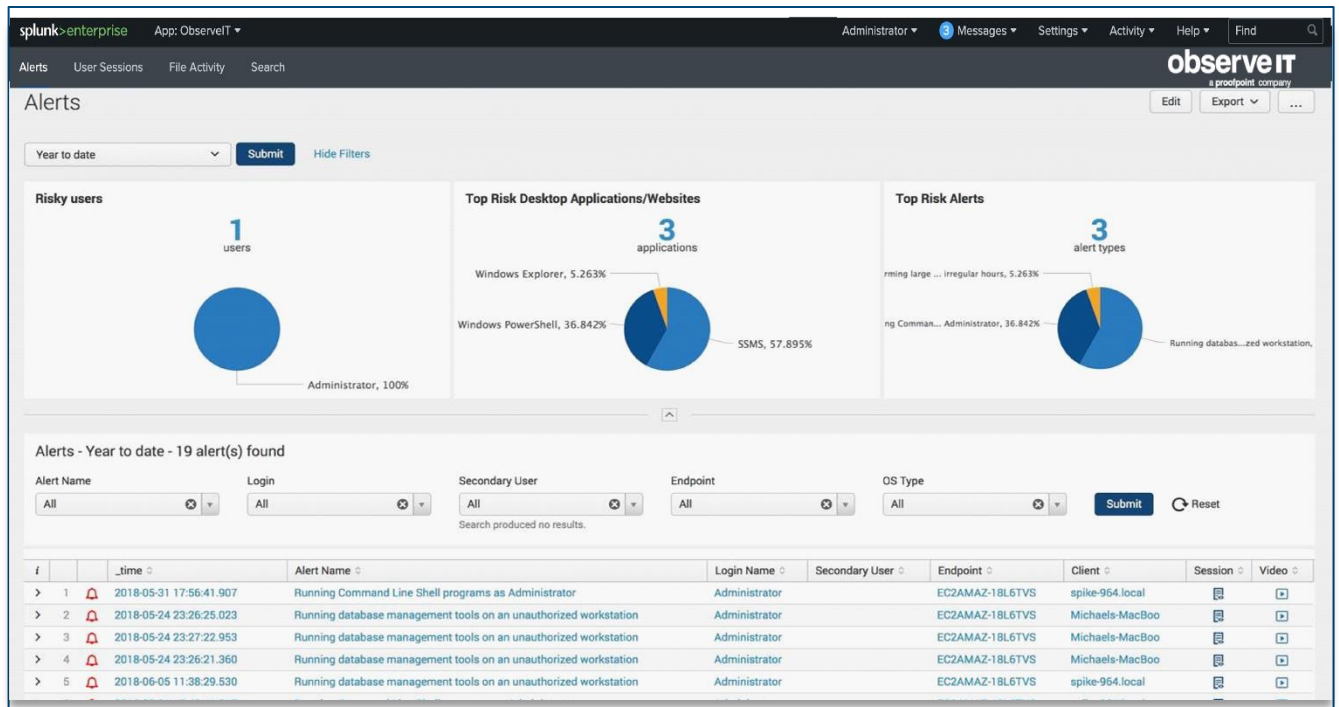 splunk>enterprise App: ObserveIT Administrator 3 Messages Settings Activity Help Find
Alerts User Sessions File Activity Search
observe IT
a proofpoint company
Alerts Edit Export ...
Year to date Submit Hide Filters
Risky users
1
users
Administrator, 100%
Top Risk Desktop Applications/Websites
3
applications
Windows Explorer, 5.263%
Windows PowerShell, 36.842%
SSMS, 57.895%
Top Risk Alerts
3
alert types
rming large ... irregular hours, 5.263%
ng Comman... Administrator, 36.842%
Running databas...zed workstation,
Alerts - Year to date - 19 alert(s) found
Alert Name Login Secondary User Endpoint OS Type
All All All All All Submit Reset
Search produced no results.
i _time Alert Name Login Name Secondary User Endpoint Client Session Video
> 1 2018-05-31 17:56:41.907 Running Command Line Shell programs as Administrator Administrator EC2AMAZ-18L6TVS spike-964.local
> 2 2018-05-24 23:26:25.023 Running database management tools on an unauthorized workstation Administrator EC2AMAZ-18L6TVS Michaels-MacBoo
> 3 2018-05-24 23:27:22.953 Running database management tools on an unauthorized workstation Administrator EC2AMAZ-18L6TVS Michaels-MacBoo
> 4 2018-05-24 23:26:21.360 Running database management tools on an unauthorized workstation Administrator EC2AMAZ-18L6TVS Michaels-MacBoo
> 5 2018-06-05 11:38:29.530 Running database management tools on an unauthorized workstation Administrator EC2AMAZ-18L6TVS spike-964.local